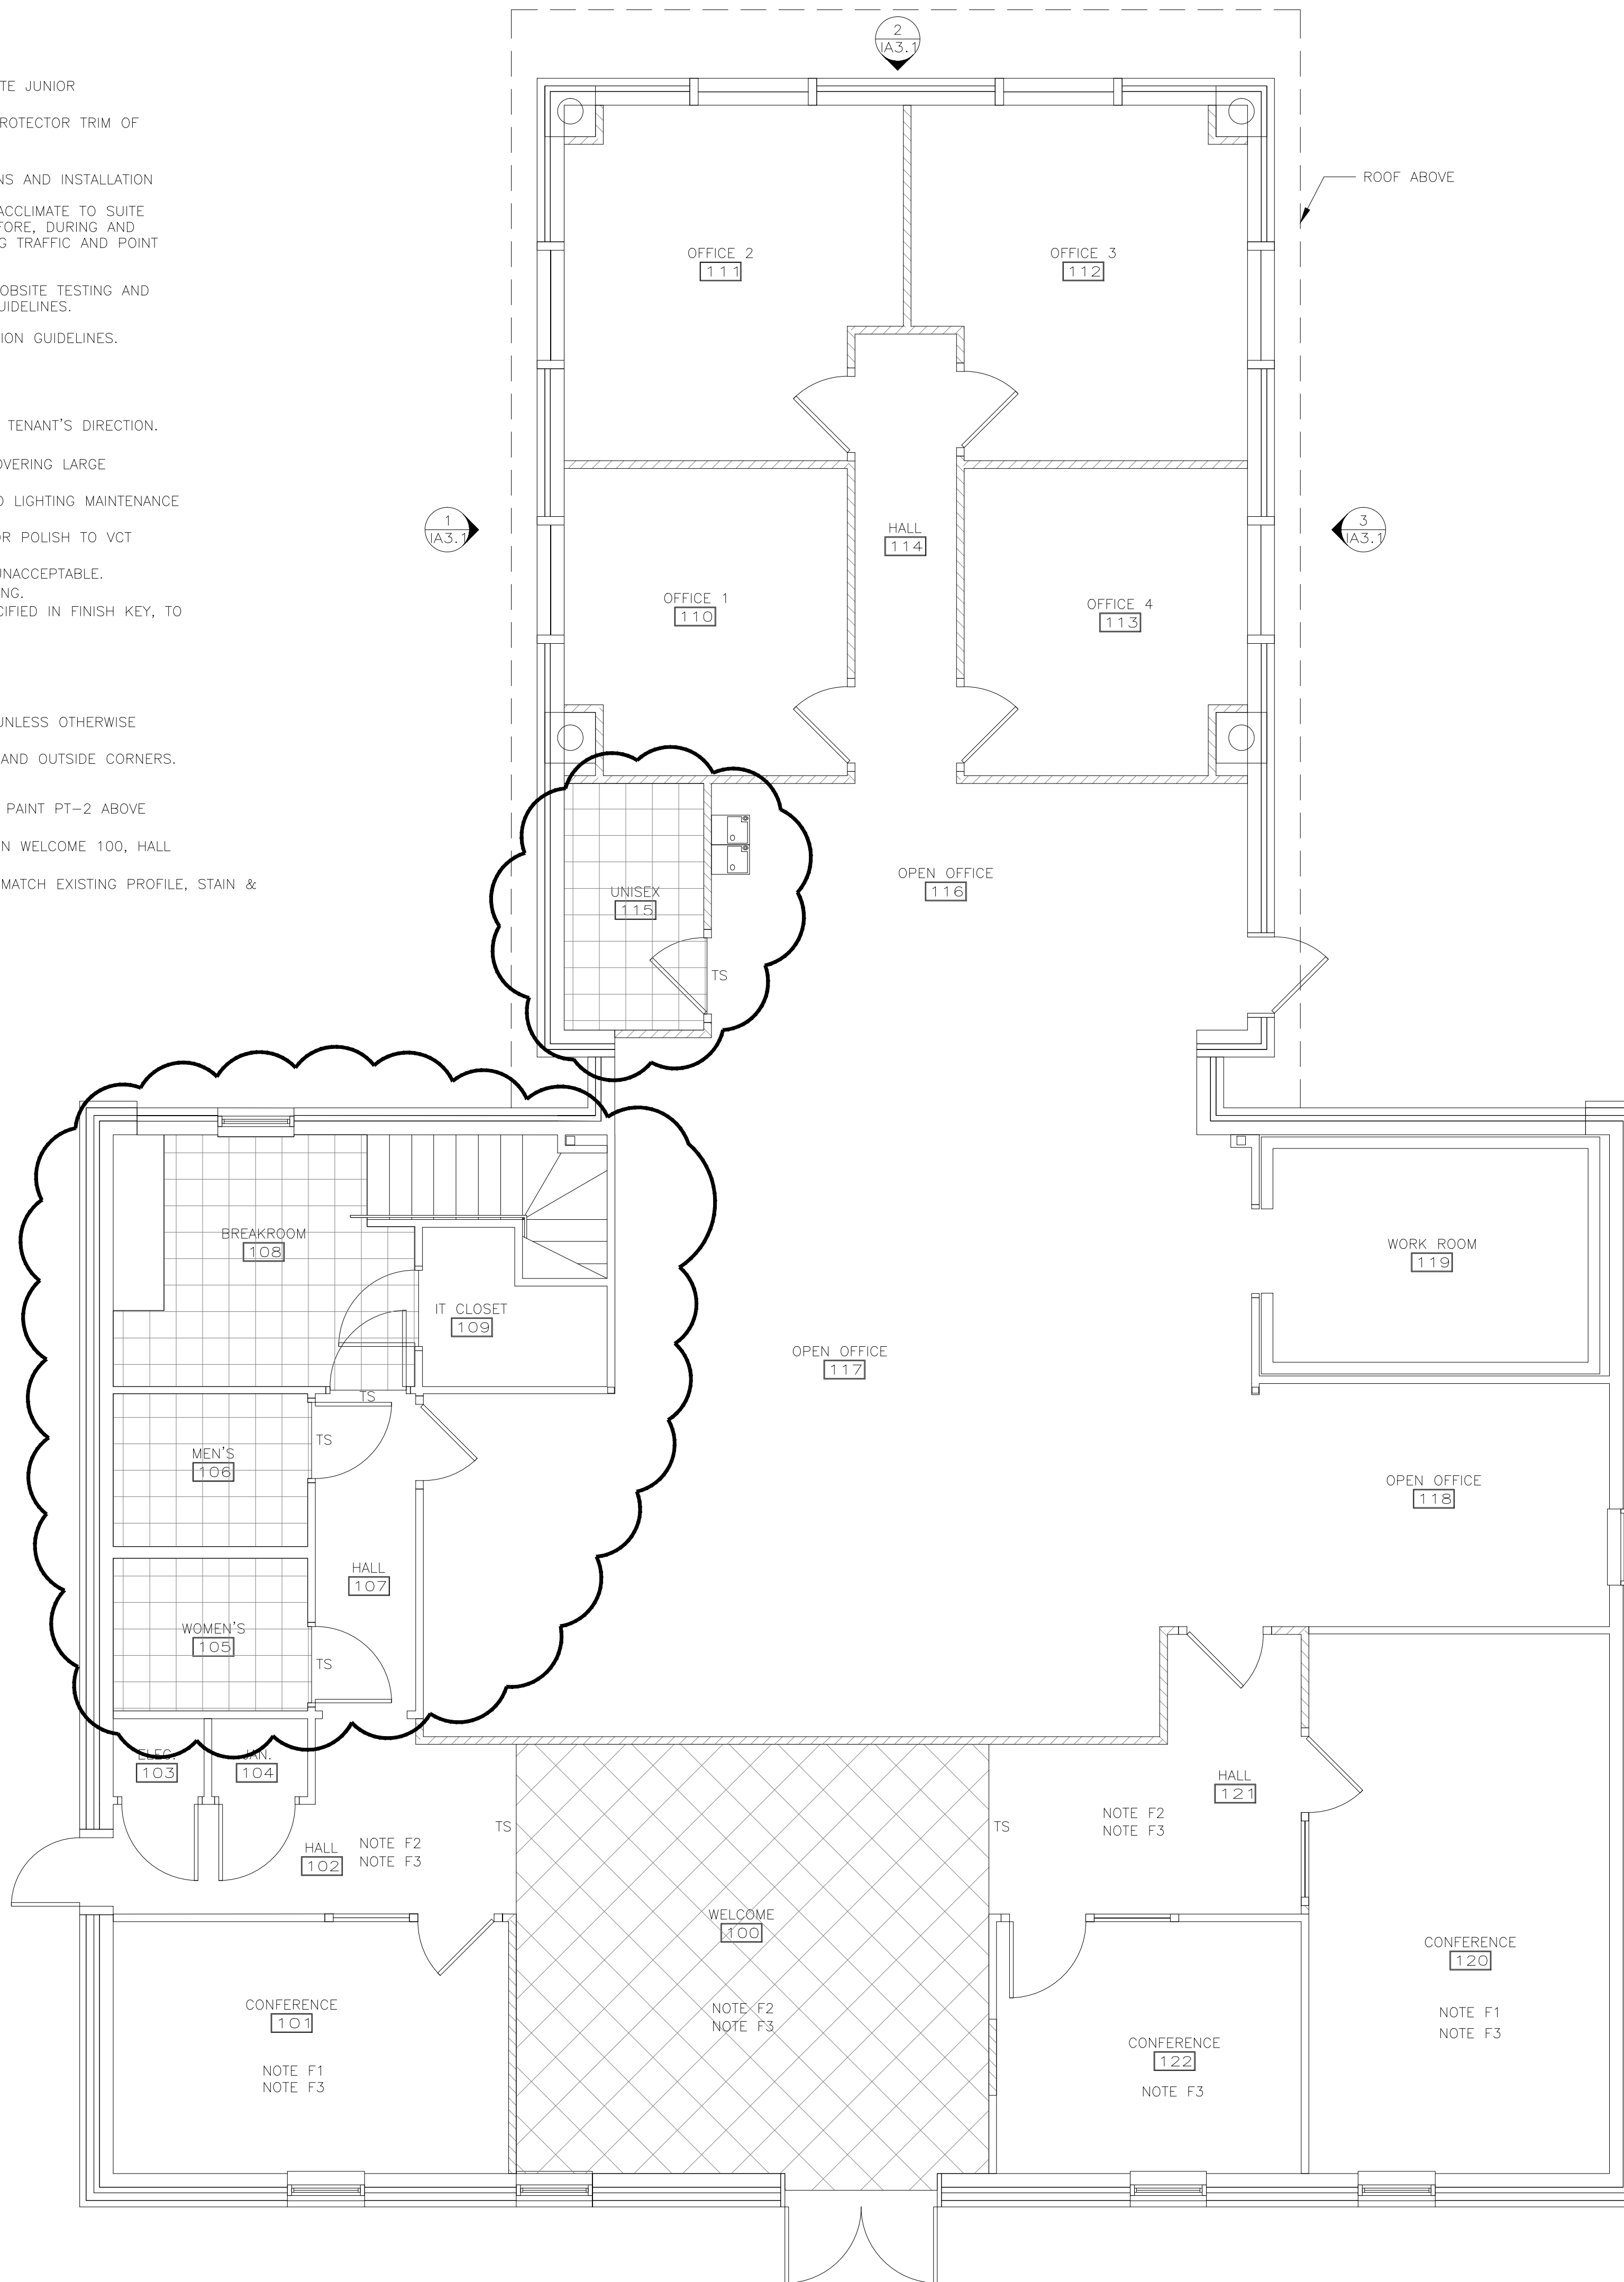 TE JUNIOR
ROTECTOR TRIM OF
NS AND INSTALLATION
ACCLIMATE TO SUITE
FORE, DURING AND
G TRAFFIC AND POINT
OBSITE TESTING AND
UIDELINES.
ION GUIDELINES.
TENANT'S DIRECTION.
OVERING LARGE
D LIGHTING MAINTENANCE
OR POLISH TO VCT
UNACCEPTABLE.
NG.
CIFIED IN FINISH KEY, TO
UNLESS OTHERWISE
AND OUTSIDE CORNERS.
PAINT PT-2 ABOVE
N WELCOME 100, HALL
MATCH EXISTING PROFILE, STAIN &
2
IA3.1
ROOF ABOVE
OFFICE 2
111
OFFICE 3
112
1
IA3.1
HALL
114
3
IA3.1
OFFICE 1
110
OFFICE 4
113
UNISEX
115
TS
OPEN OFFICE
116
BREAKROOM
108
IT CLOSET
109
WORK ROOM
119
OPEN OFFICE
117
TS
TS
MEN'S
106
OPEN OFFICE
118
HALL
107
WOMEN'S
105
TS
ELEC.
103
JAN.
104
HALL
102
NOTE F2
NOTE F3
TS
TS
HALL
121
NOTE F2
NOTE F3
WELCOME
100
NOTE F2
NOTE F3
CONFERENCE
101
NOTE F1
NOTE F3
CONFERENCE
122
NOTE F3
CONFERENCE
120
NOTE F1
NOTE F3